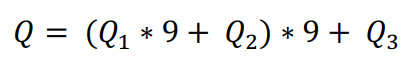 Q = (Q₁ * 9 + Q₂) * 9 + Q₃